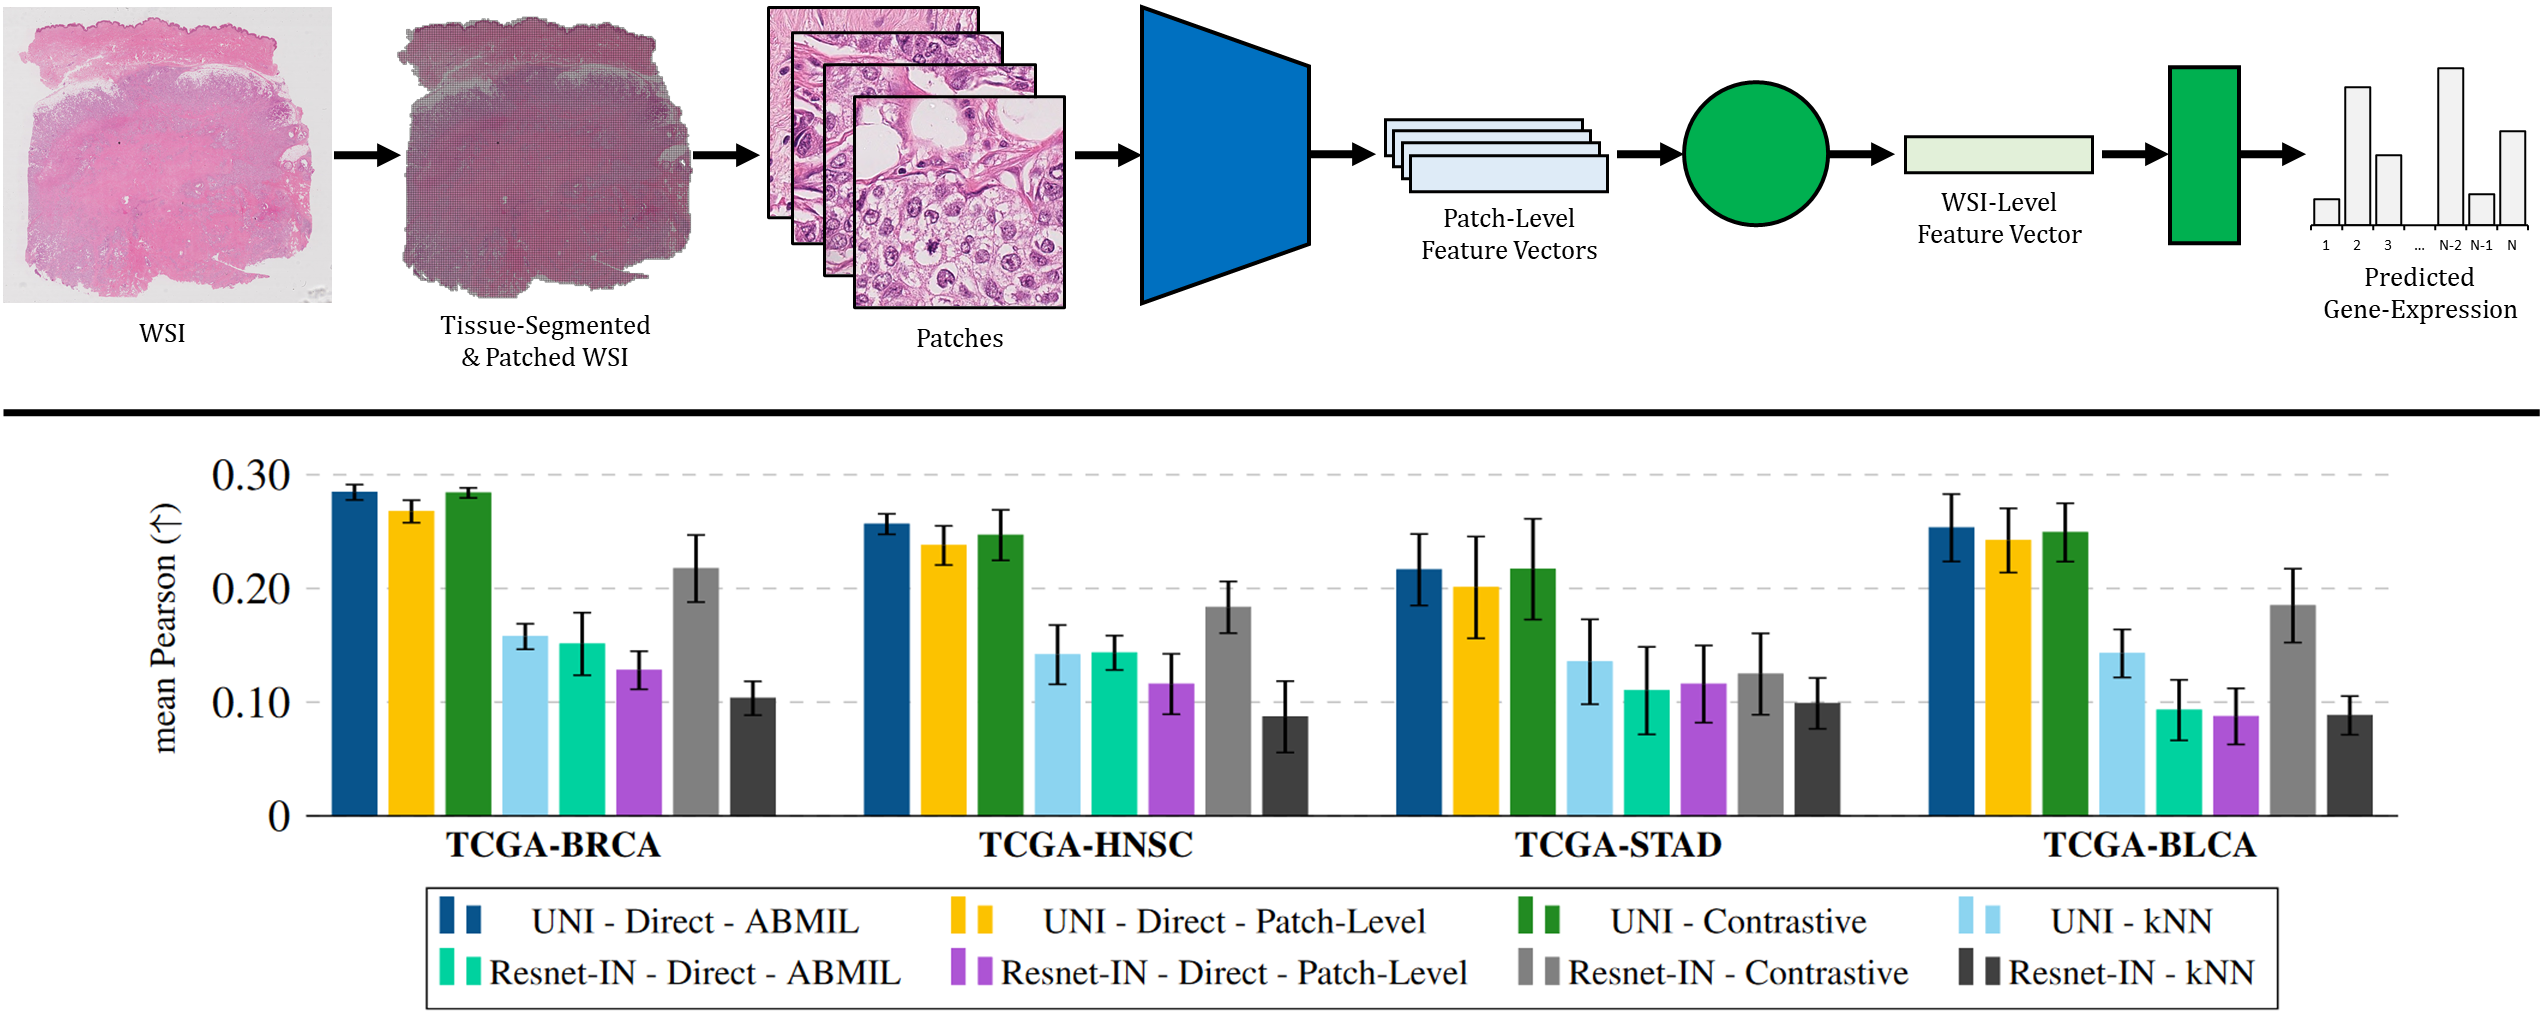 WSI
Tissue-Segmented
& Patched WSI
Patches
Patch-Level
Feature Vectors
WSI-Level
Feature Vector
1 2 3 ... N-2 N-1 N
Predicted
Gene-Expression
mean Pearson (↑)
0.30
0.20
0.10
0
TCGA-BRCA TCGA-HNSC TCGA-STAD TCGA-BLCA
UNI - Direct - ABMIL UNI - Direct - Patch-Level UNI - Contrastive UNI - kNN
Resnet-IN - Direct - ABMIL Resnet-IN - Direct - Patch-Level Resnet-IN - Contrastive Resnet-IN - kNN